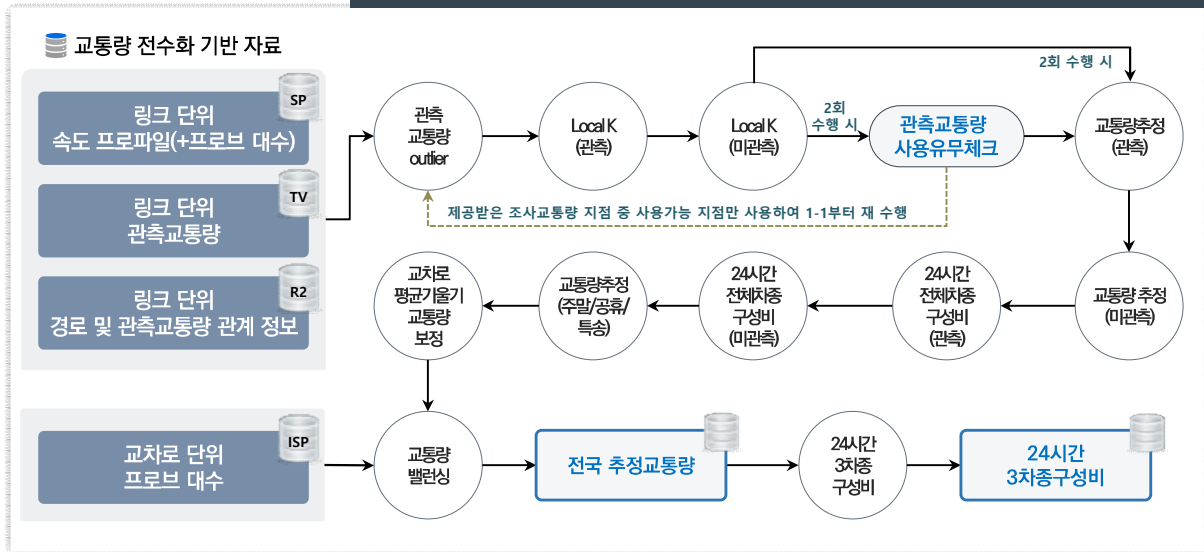 교통량 전수화 기반 자료
SP
링크 단위
속도 프로파일(+프로브 대수)
TV
링크 단위
관측교통량
R2
링크 단위
경로 및 관측교통량 관계 정보
ISP
교차로 단위
프로브 대수
관측
교통량
outlier
Local K
(관측)
Local K
(미관측)
2회
수행 시
2회 수행 시
관측교통량
사용유무체크
교통량추정
(관측)
제공받은 조사교통량 지점 중 사용가능 지점만 사용하여 1-1부터 재 수행
교통량 추정
(미관측)
24시간
전체차종
구성비
(관측)
24시간
전체차종
구성비
(미관측)
교통량추정
(주말/공휴/
특송)
교차로
평균기울기
교통량
보정
교통량
밸런싱
전국 추정교통량
24시간
3차종
구성비
24시간
3차종구성비